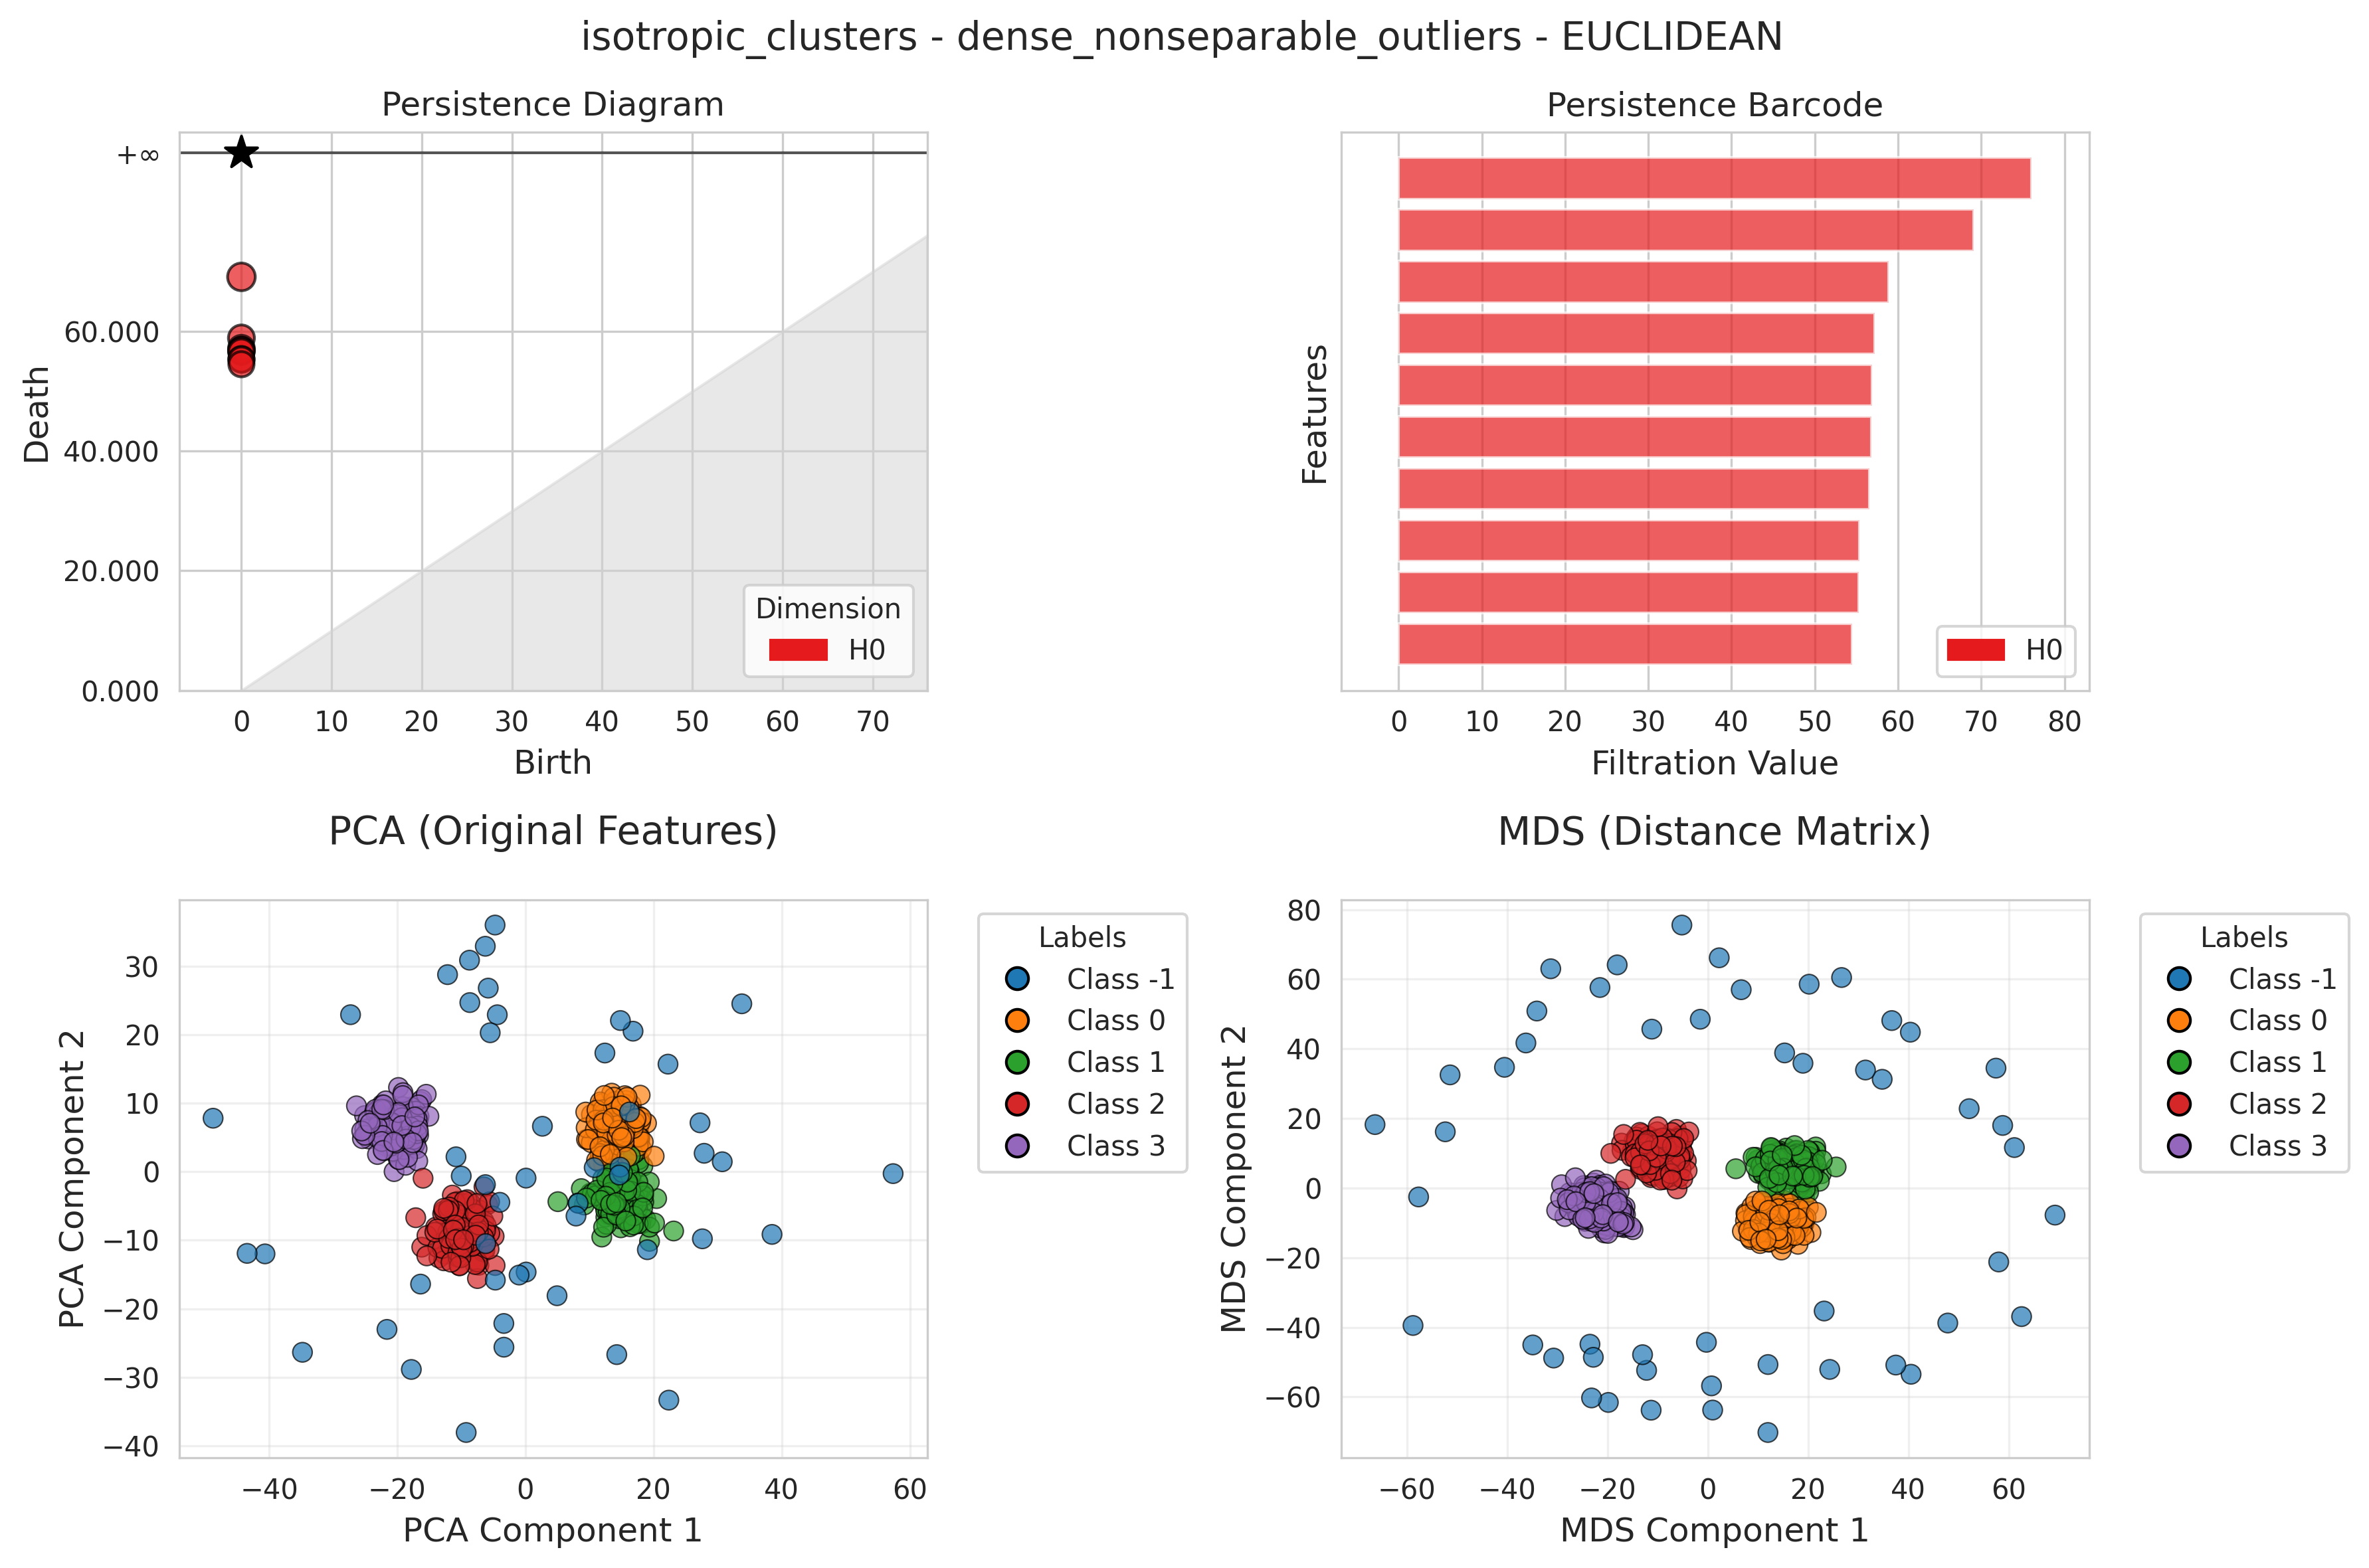 isotropic_clusters - dense_nonseparable_outliers - EUCLIDEAN
Persistence Diagram
+∞
60.000
40.000
20.000
0.000
Death
0 10 20 30 40 50 60 70
Birth
Dimension
H0
Persistence Barcode
Features
0 10 20 30 40 50 60 70 80
Filtration Value
H0
PCA (Original Features)
30
20
10
0
−10
−20
−30
−40
PCA Component 2
−40 −20 0 20 40 60
PCA Component 1
Labels
Class -1
Class 0
Class 1
Class 2
Class 3
MDS (Distance Matrix)
80
60
40
20
0
−20
−40
−60
MDS Component 2
−60 −40 −20 0 20 40 60
MDS Component 1
Labels
Class -1
Class 0
Class 1
Class 2
Class 3